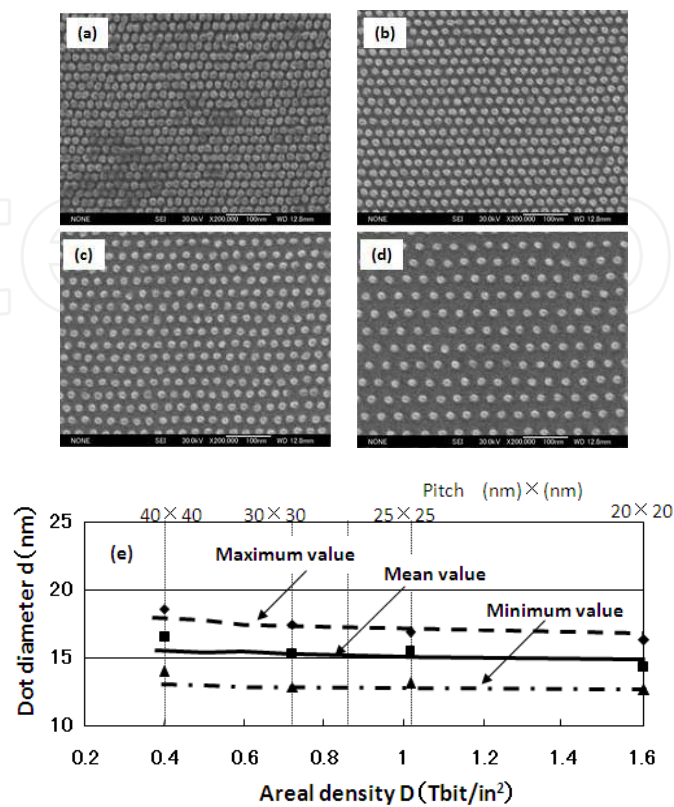 (a)
NONE SEI 30.0kV X200,000 100nm WD 12.8mm
(b)
NONE SEI 30.0kV X200,000 100nm WD 12.8mm
(c)
NONE SEI 30.0kV X200,000 100nm WD 12.8mm
(d)
NONE SEI 30.0kV X200,000 100nm WD 12.8mm
Pitch (nm)×(nm)
40×40 30×30 25×25 20×20
25
20
15
10
Dot diameter d(nm)
(e)
Maximum value
Mean value
Minimum value
0.2 0.4 0.6 0.8 1 1.2 1.4 1.6
Areal density D(Tbit/in²)